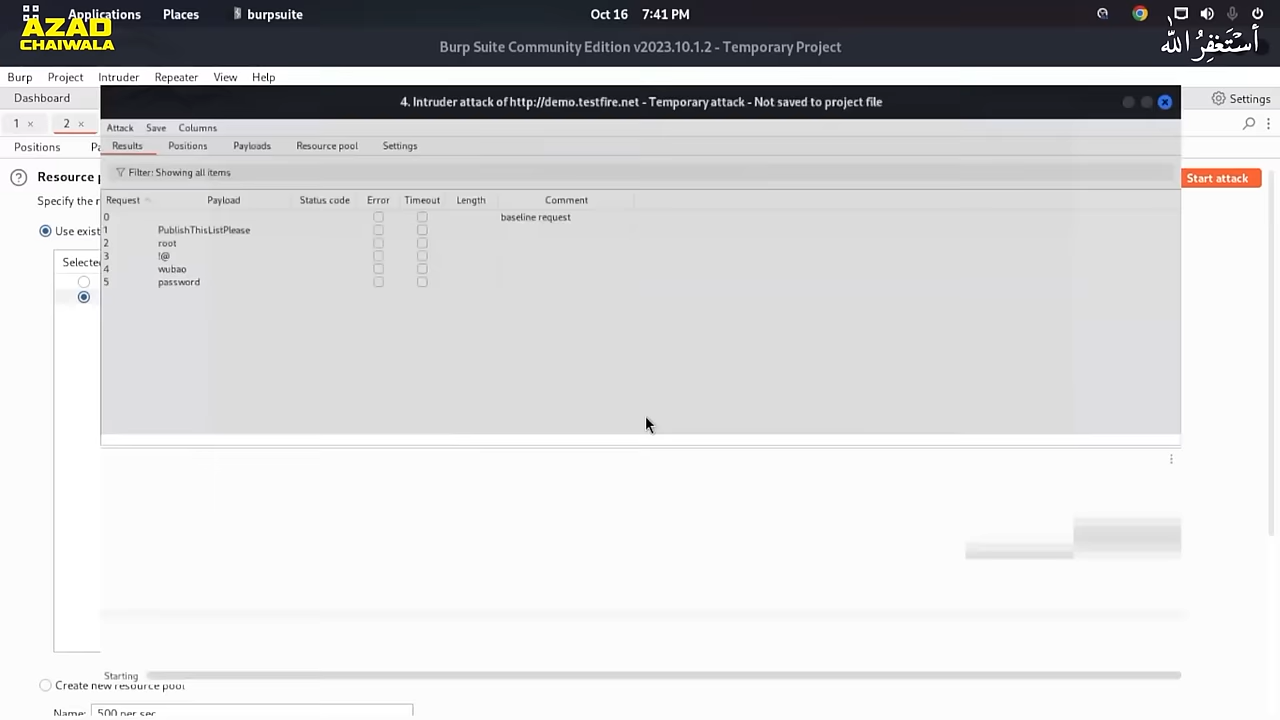 Applications Places burpsuite Oct 16 7:41 PM
AZAD
CHAIWALA
أستغفر الله
Burp Suite Community Edition v2023.10.1.2 - Temporary Project
Burp Project Intruder Repeater View Help
Dashboard
Settings
4. Intruder attack of http://demo.testfire.net - Temporary attack - Not saved to project file
1 × 2 ×
Attack Save Columns
Positions
Results Positions Payloads Resource pool Settings
Filter: Showing all items
Resource
Start attack
Specify the
Request Payload Status code Error Timeout Length Comment
0 baseline request
1 PublishThisListPlease
Use exist
2 root
3 !@
Selecte
4 wubao
5 password
Starting
Create new resource pool
Name: 500 per sec